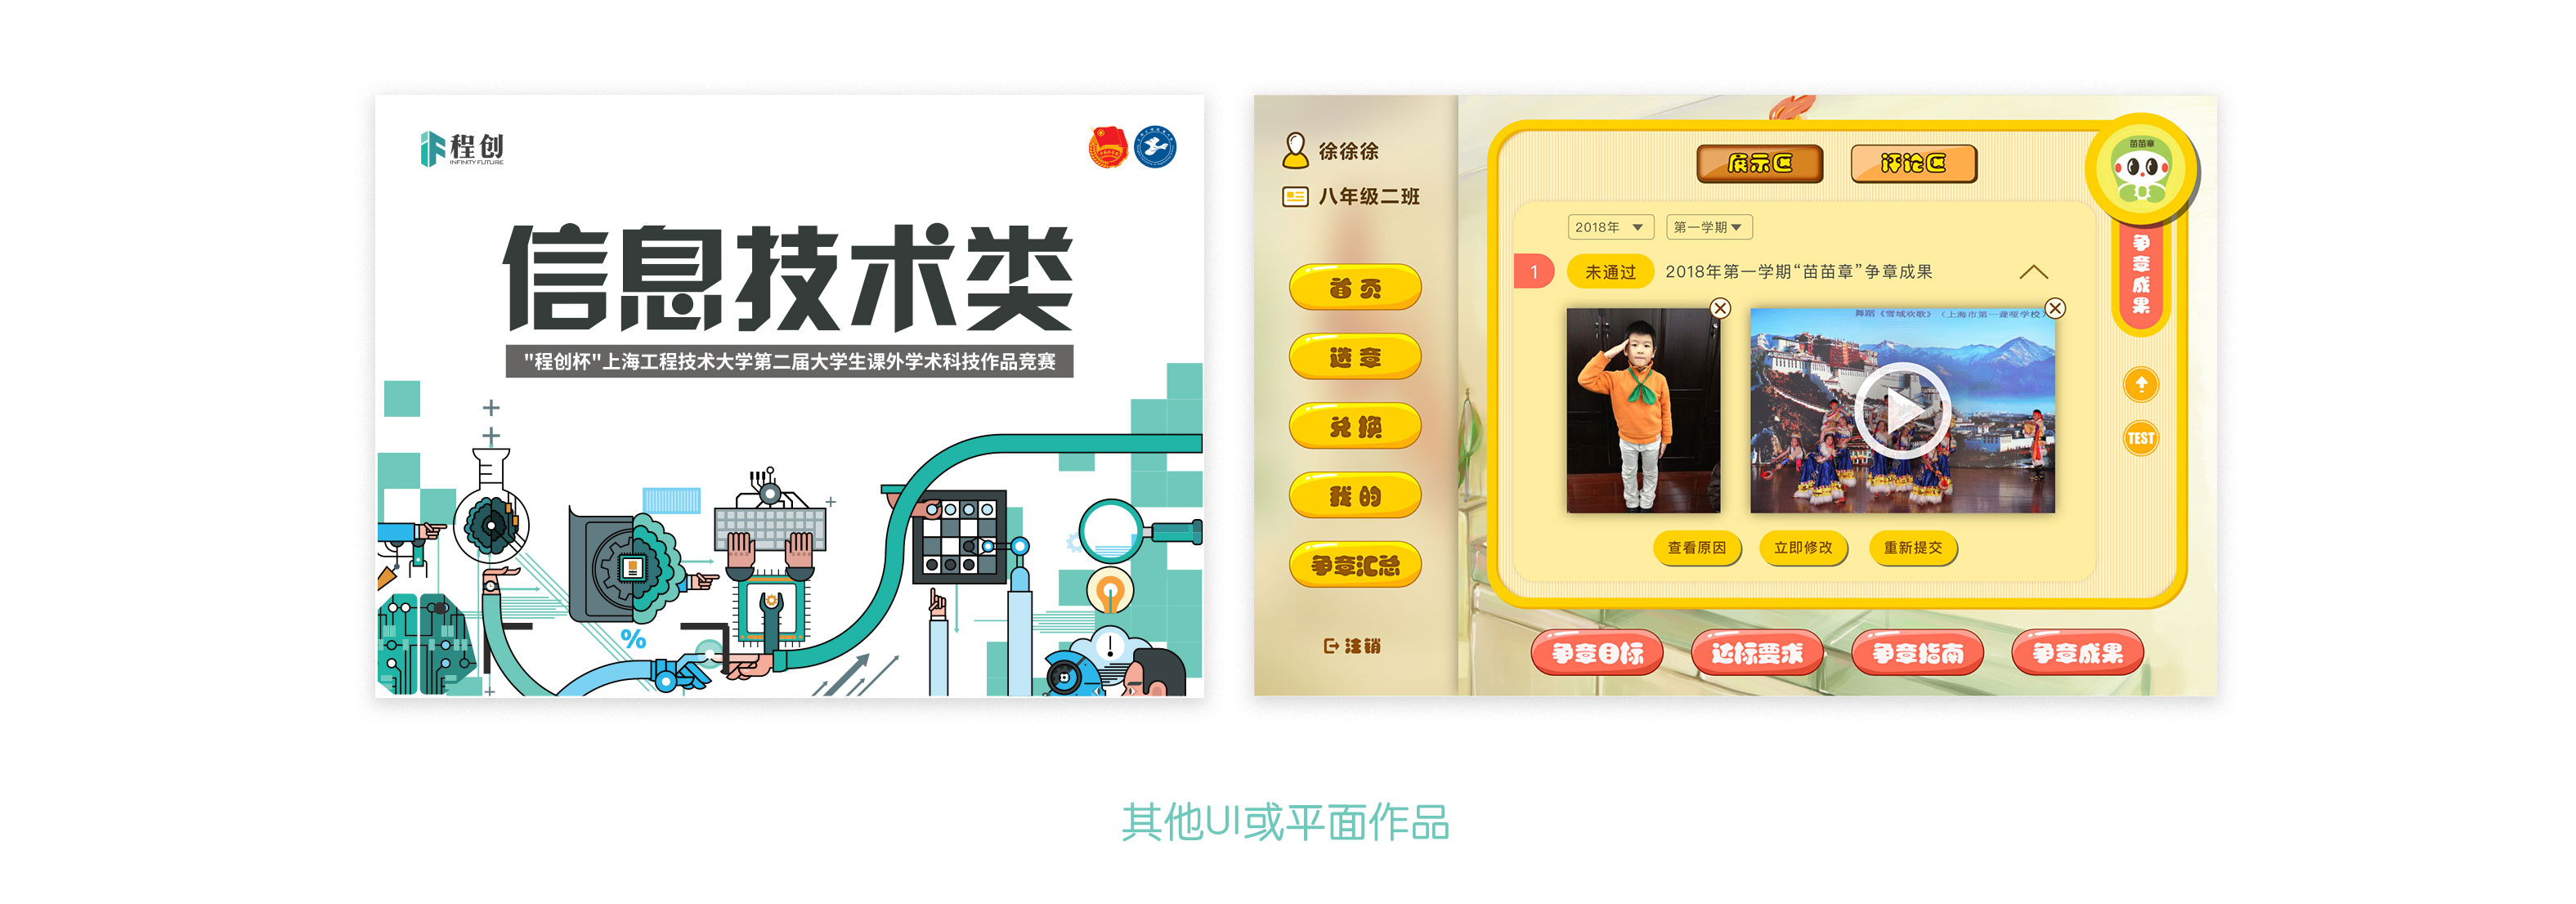 程创
INFINITY FUTURE
信息技术类
"程创杯"上海工程技术大学第二届大学生课外学术科技作品竞赛
%
徐徐徐
八年级二班
首页
选章
兑换
我的
争章汇总
注销
展示区
评论区
苗苗章
争章成果
2018年
第一学期
1
未通过
2018年第一学期“苗苗章”争章成果
舞蹈《雪域欢歌》(上海市第一聋哑学校)
TEST
查看原因
立即修改
重新提交
争章目标
达标要求
争章指南
争章成果
其他UI或平面作品